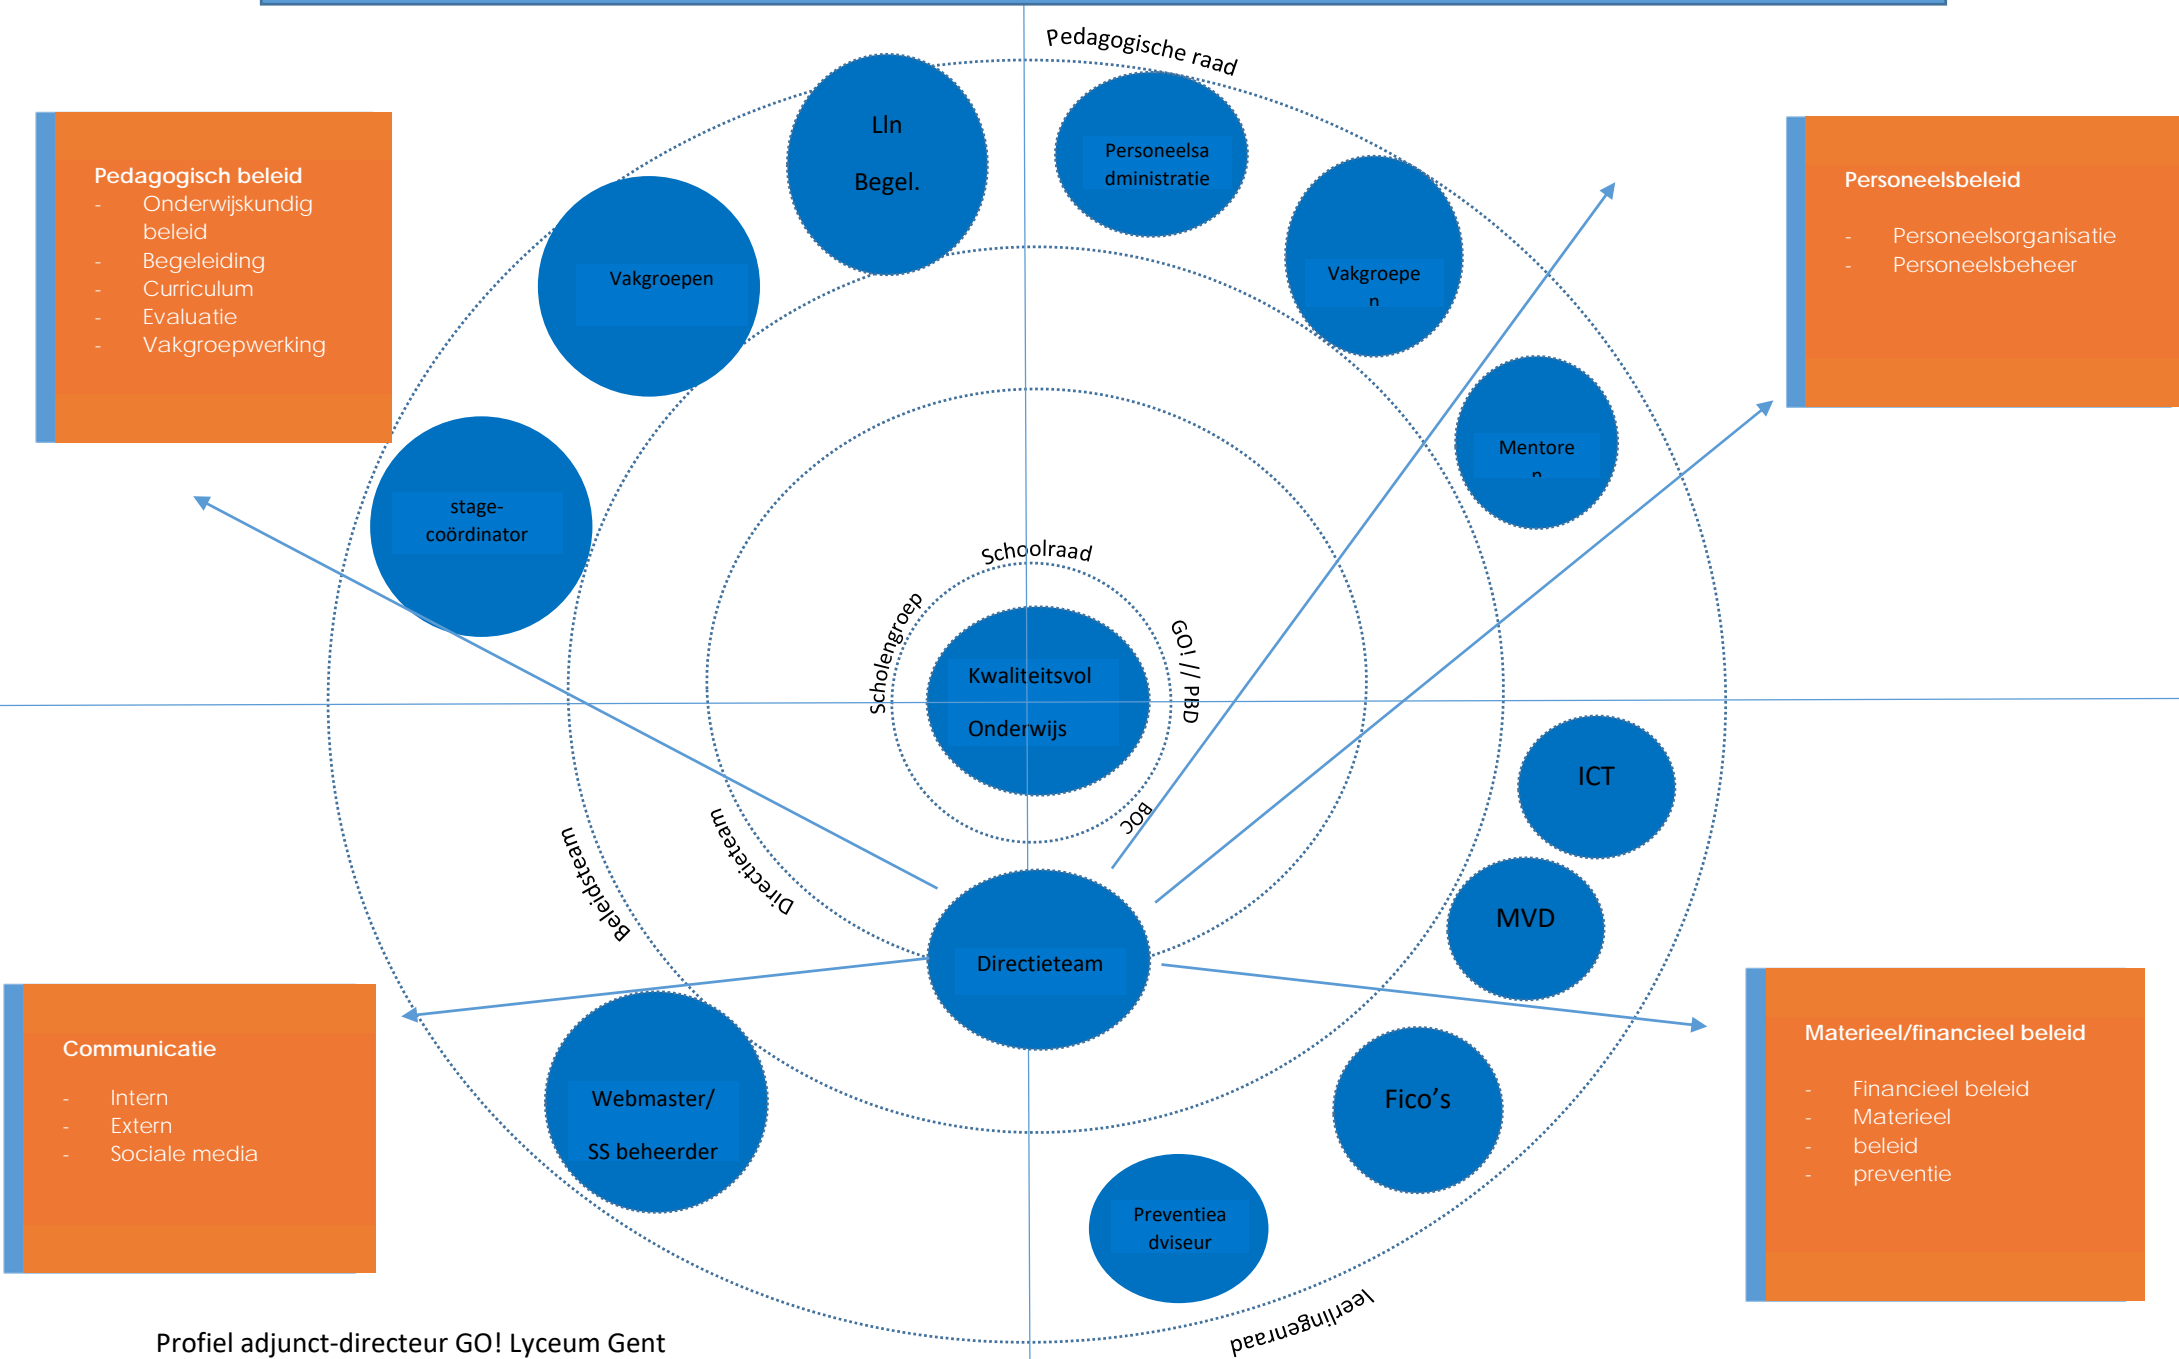 Pedagogische raad
Lln
Begel.
Personeelsa
dministratie
Pedagogisch beleid
- Onderwijskundig
beleid
- Begeleiding
- Curriculum
- Evaluatie
- Vakgroepwerking
Personeelsbeleid
- Personeelsorganisatie
- Personeelsbeheer
Vakgroepen
Vakgroepe
n
Mentore
n
stage-
coördinator
Schoolraad
Scholengroep
GO! // PBD
Kwaliteitsvol
Onderwijs
BOC
ICT
MVD
Directieteam
Beleidsteam
Directieteam
Communicatie
- Intern
- Extern
- Sociale media
Webmaster/
SS beheerder
Fico's
Materieel/financieel beleid
- Financieel beleid
- Materieel
- beleid
- preventie
Preventiea
dviseur
leerlingenraad
Profiel adjunct-directeur GO! Lyceum Gent